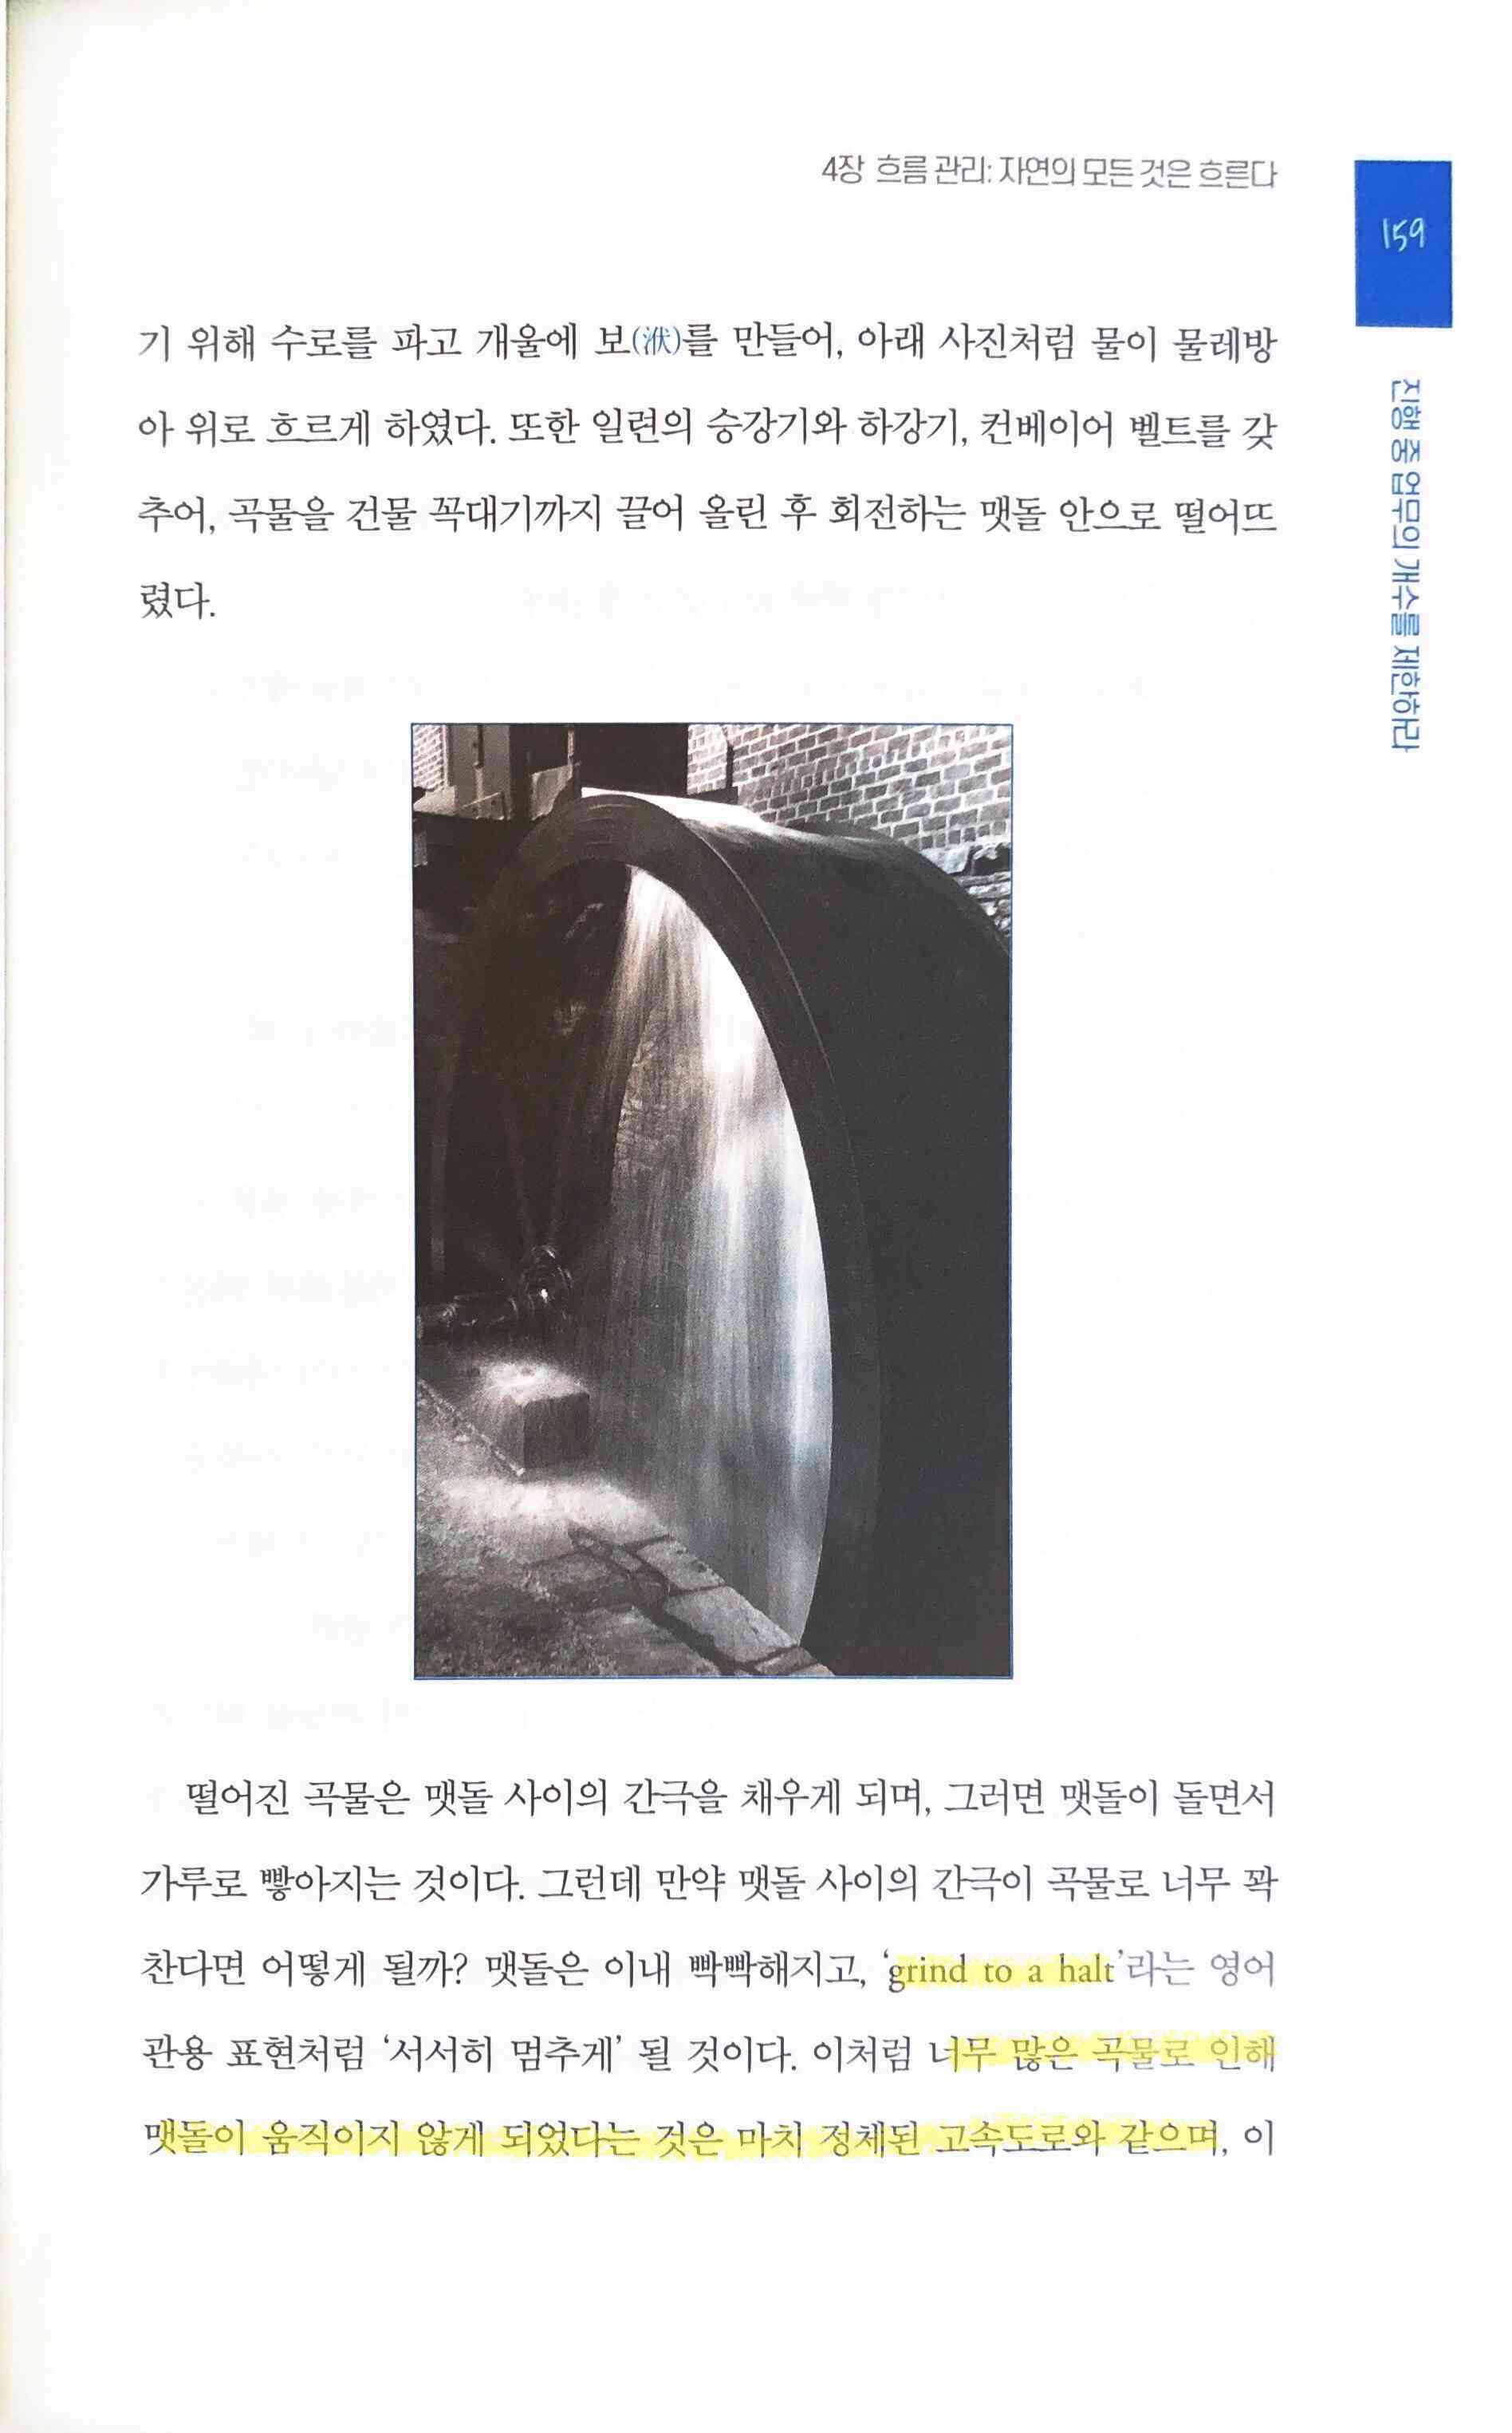 4장 흐름 관리: 자연의 모든 것은 흐른다
159
진행 중 업무의 개수를 제한하라
기 위해 수로를 파고 개울에 보(洑)를 만들어, 아래 사진처럼 물이 물레방
아 위로 흐르게 하였다. 또한 일련의 승강기와 하강기, 컨베이어 벨트를 갖
추어, 곡물을 건물 꼭대기까지 끌어 올린 후 회전하는 맷돌 안으로 떨어뜨
렸다.
떨어진 곡물은 맷돌 사이의 간극을 채우게 되며, 그러면 맷돌이 돌면서
가루로 빻아지는 것이다. 그런데 만약 맷돌 사이의 간극이 곡물로 너무 꽉
찬다면 어떻게 될까? 맷돌은 이내 빡빡해지고, ‘grind to a halt’라는 영어
관용 표현처럼 ‘서서히 멈추게’ 될 것이다. 이처럼 너무 많은 곡물로 인해
맷돌이 움직이지 않게 되었다는 것은 마치 정체된 고속도로와 같으며, 이